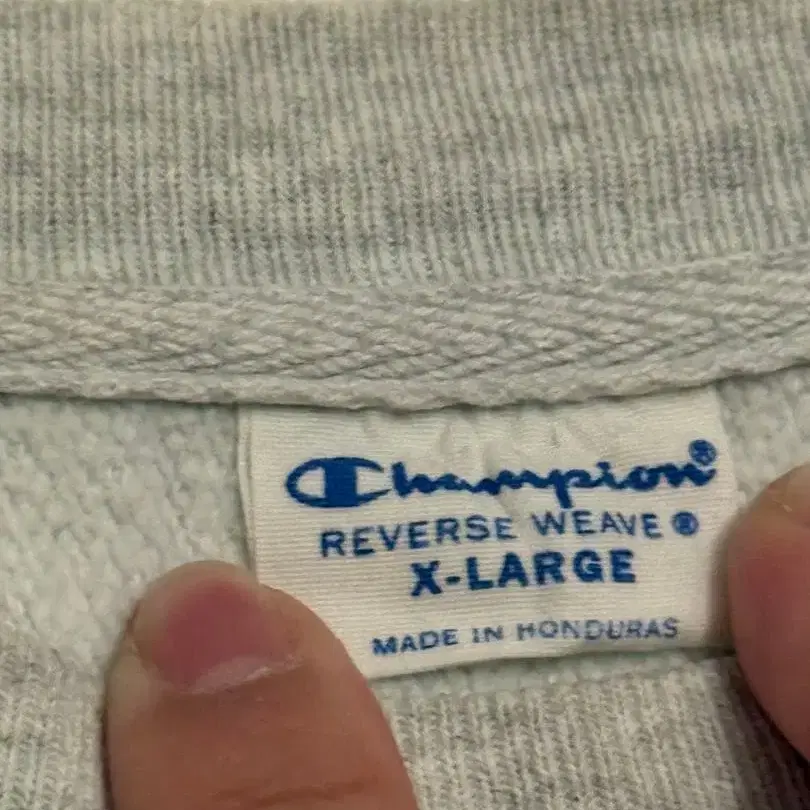 Champion®
REVERSE WEAVE®
X-LARGE
MADE IN HONDURAS